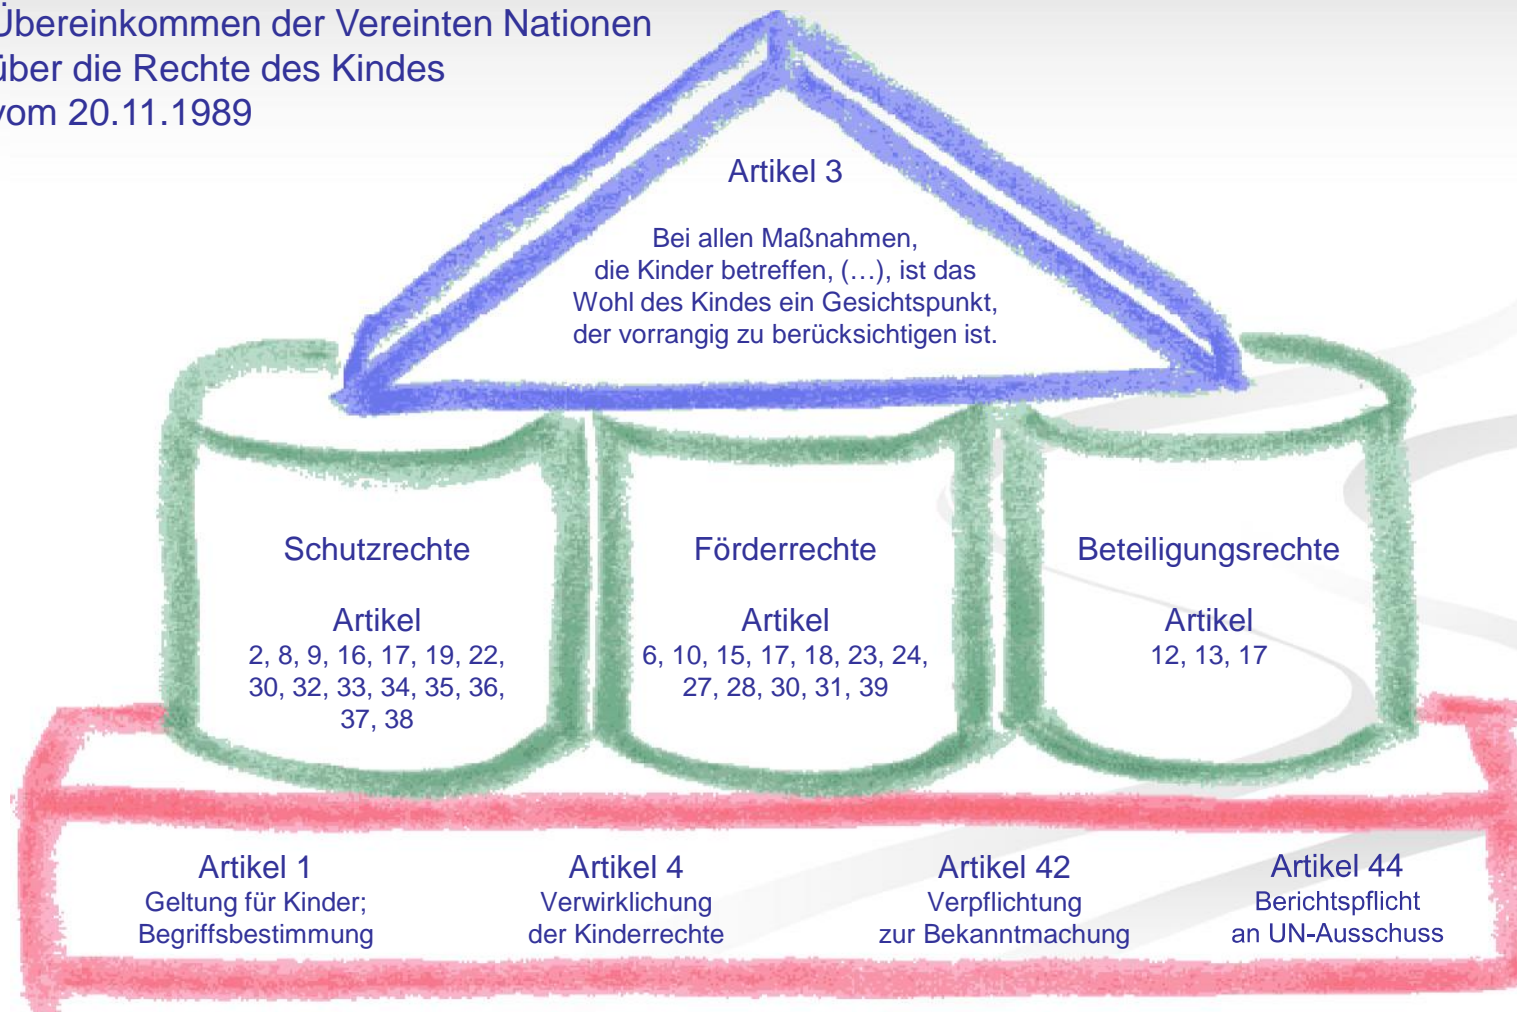 Übereinkommen der Vereinten Nationen
über die Rechte des Kindes
vom 20.11.1989
Artikel 3
Bei allen Maßnahmen,
die Kinder betreffen, (…), ist das
Wohl des Kindes ein Gesichtspunkt,
der vorrangig zu berücksichtigen ist.
Schutzrechte
Artikel
2, 8, 9, 16, 17, 19, 22,
30, 32, 33, 34, 35, 36,
37, 38
Förderrechte
Artikel
6, 10, 15, 17, 18, 23, 24,
27, 28, 30, 31, 39
Beteiligungsrechte
Artikel
12, 13, 17
Artikel 1
Geltung für Kinder;
Begriffsbestimmung
Artikel 4
Verwirklichung
der Kinderrechte
Artikel 42
Verpflichtung
zur Bekanntmachung
Artikel 44
Berichtspflicht
an UN-Ausschuss